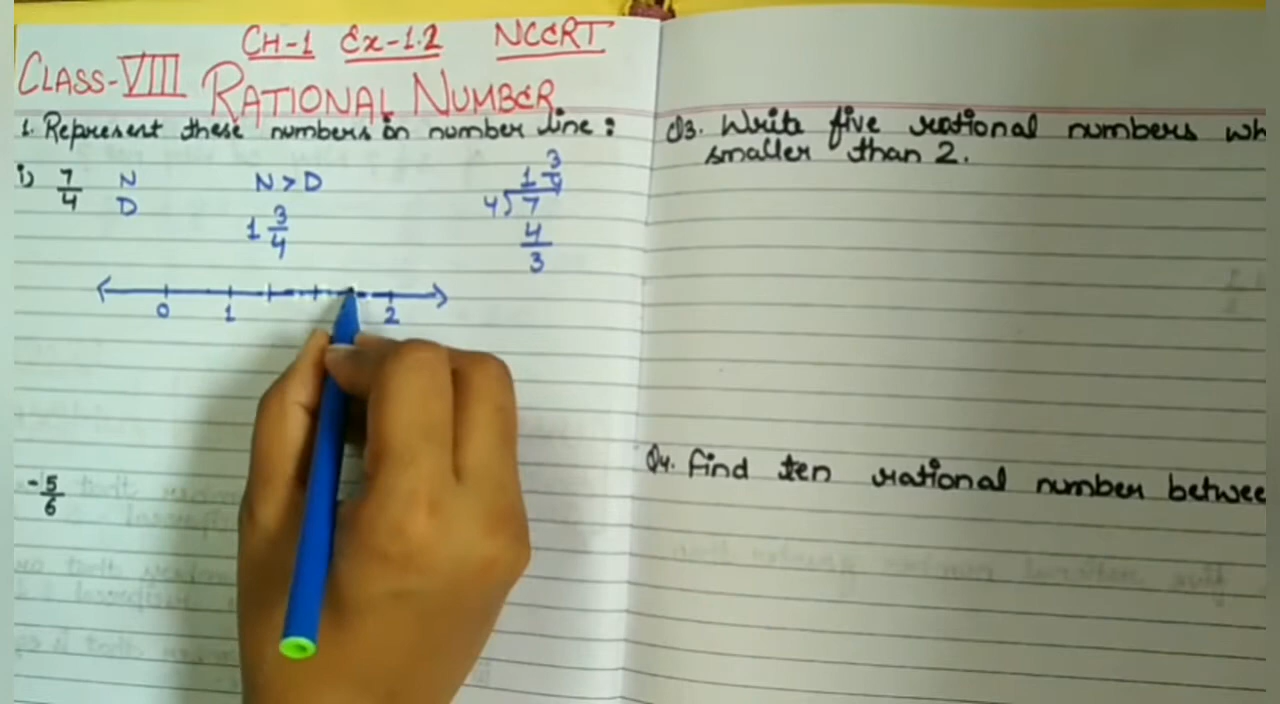 CH-1 Ex-1.2 NCERT
CLASS-VIII RATIONAL NUMBER
1. Represent these numbers on number line :
i) 7/4 N/D N > D 1 3/4
1 3/4
4) 7
4
3
0 1 2
-5/6
Q3. Write five rational numbers wh
smaller than 2.
Q4. Find ten rational number betwee